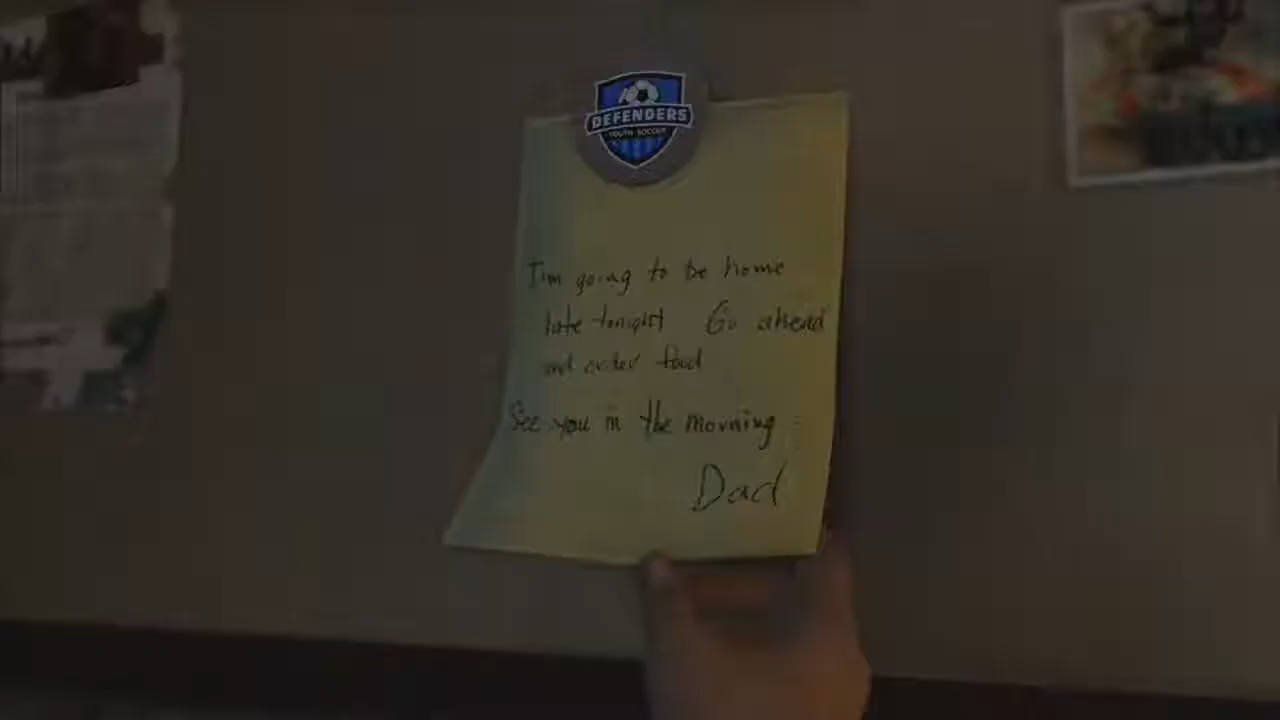 DEFENDERS
YOUTH SOCCER
I'm going to be home
late tonight Go ahead
and order food
See you in the morning
Dad